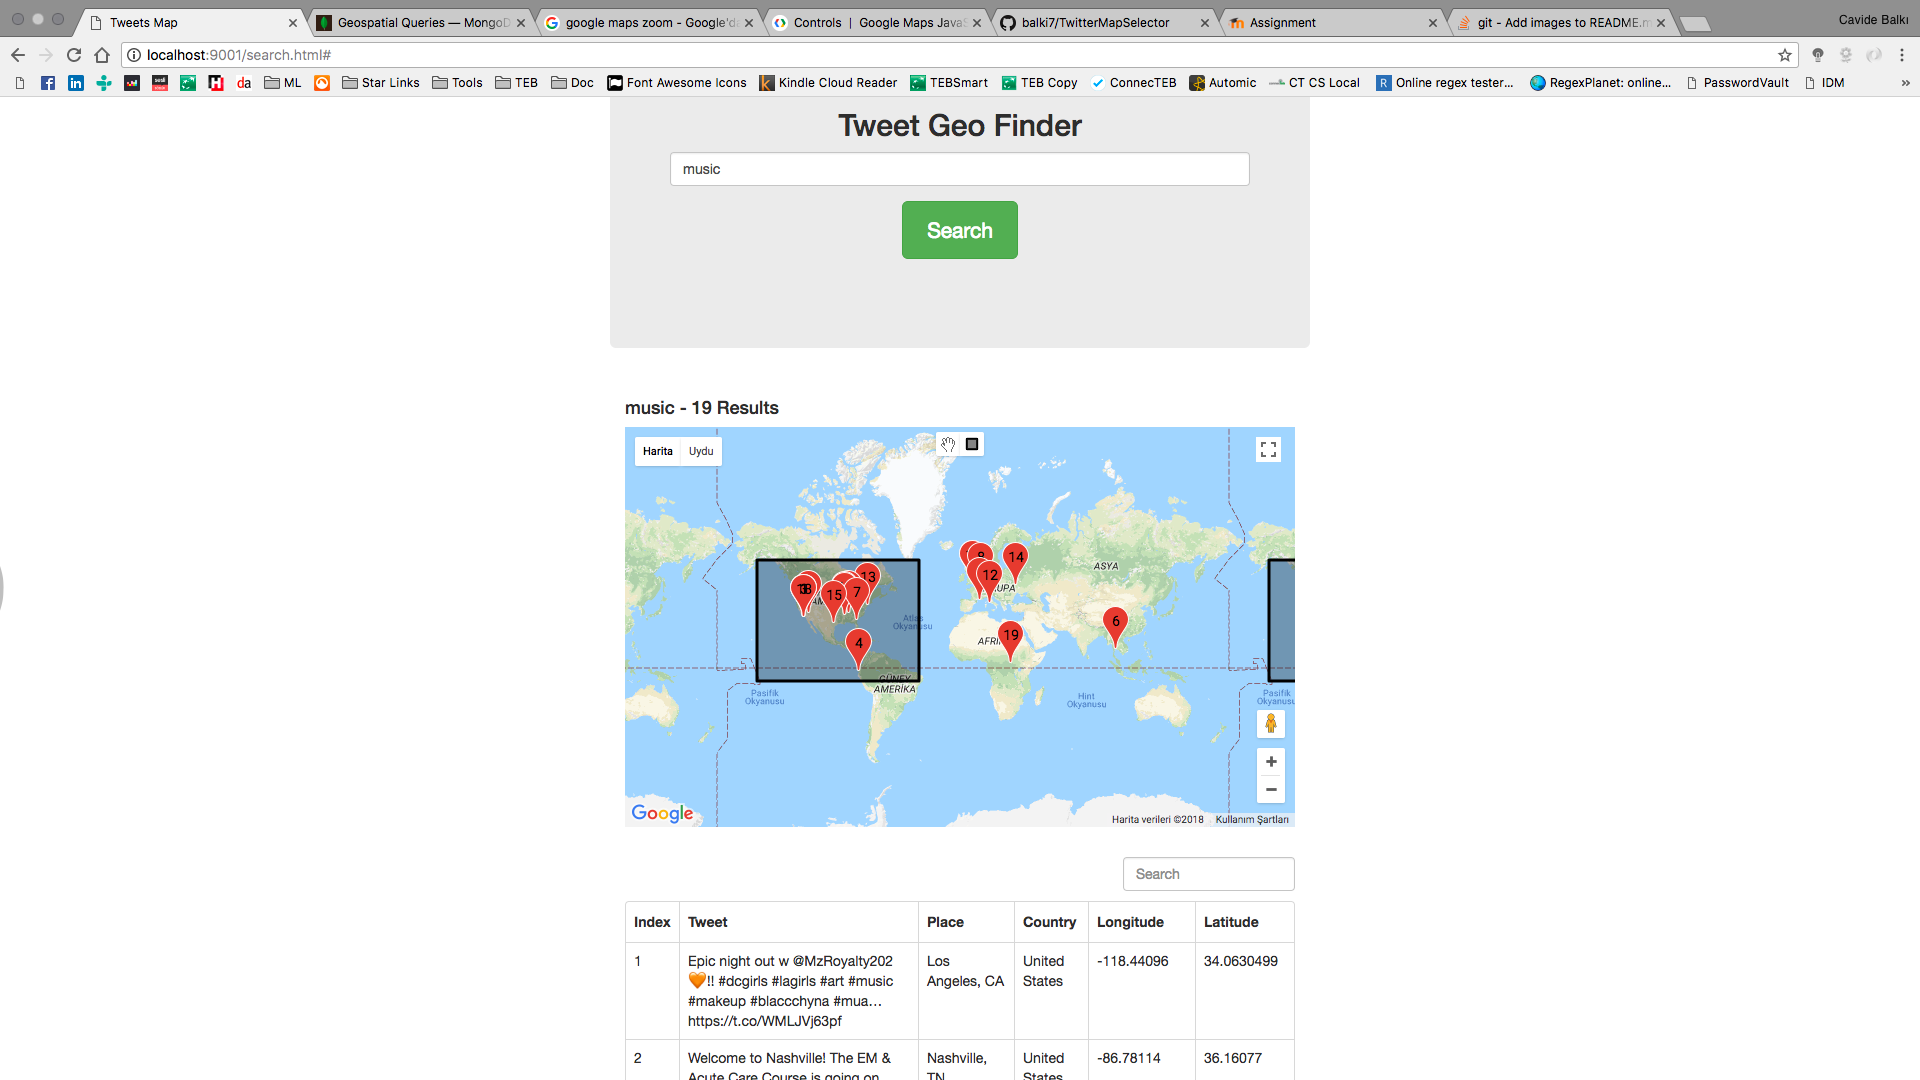 Tweets Map
Geospatial Queries — MongoD
google maps zoom - Google'da
Controls | Google Maps JavaS
balki7/TwitterMapSelector
Assignment
git - Add images to README.m
Cavide Balkı
localhost:9001/search.html#
ML
Star Links
Tools
TEB
Doc
Font Awesome Icons
Kindle Cloud Reader
TEBSmart
TEB Copy
ConnecTEB
Automic
CT CS Local
Online regex tester...
RegexPlanet: online...
PasswordVault
IDM
Tweet Geo Finder
music
Search
music - 19 Results
Harita Uydu
13
14
12
15
7
4
19
6
ASYA
Atlas
Okyanusu
GÜNEY
AMERİKA
Pasifik
Okyanusu
Hint
Okyanusu
Pasifik
Google
Harita verileri ©2018 Kullanım Şartları
Search
Index Tweet Place Country Longitude Latitude
1 Epic night out w @MzRoyalty202 Los United -118.44096 34.0630499
🧡!! #dcgirls #lagirls #art #music Angeles, CA States
#makeup #blaccchyna #mua…
https://t.co/WMLJVj63pf
2 Welcome to Nashville! The EM & Nashville, United -86.78114 36.16077
Acute Care Course is going on TN States